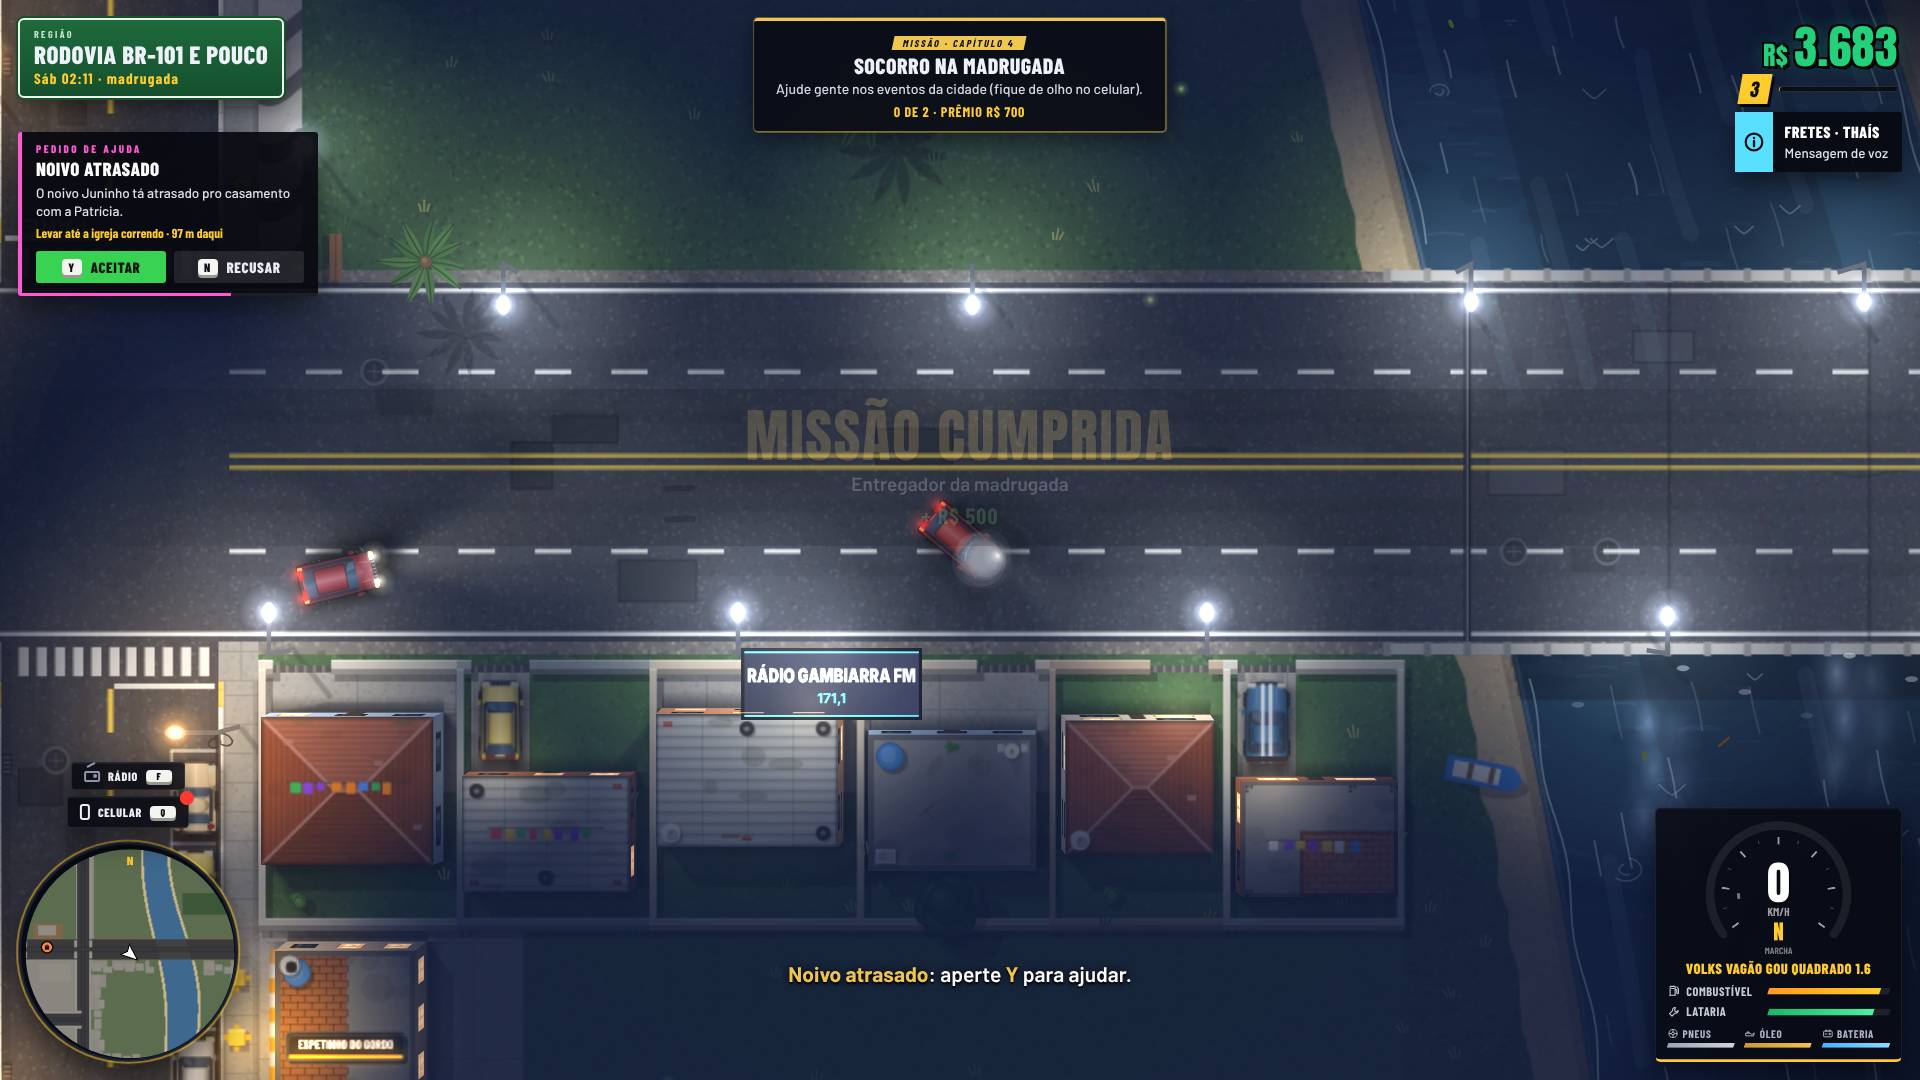 REGIÃO
RODOVIA BR-101 E POUCO
Sáb 02:11 · madrugada
MISSÃO · CAPÍTULO 4
SOCORRO NA MADRUGADA
Ajude gente nos eventos da cidade (fique de olho no celular).
0 DE 2 · PRÊMIO R$ 700
R$ 3.683
3
FRETES · THAÍS
Mensagem de voz
PEDIDO DE AJUDA
NOIVO ATRASADO
O noivo Juninho tá atrasado pro casamento
com a Patrícia.
Levar até a igreja correndo · 97 m daqui
Y ACEITAR
N RECUSAR
MISSÃO CUMPRIDA
Entregador da madrugada
+ R$ 500
RÁDIO GAMBIARRA FM
171,1
RÁDIO F
CELULAR Q
N
ESPETINHO DO GORDO
Noivo atrasado: aperte Y para ajudar.
0
KM/H
N
MARCHA
VOLKS VAGÃO GOU QUADRADO 1.6
COMBUSTÍVEL
LATARIA
PNEUS
ÓLEO
BATERIA